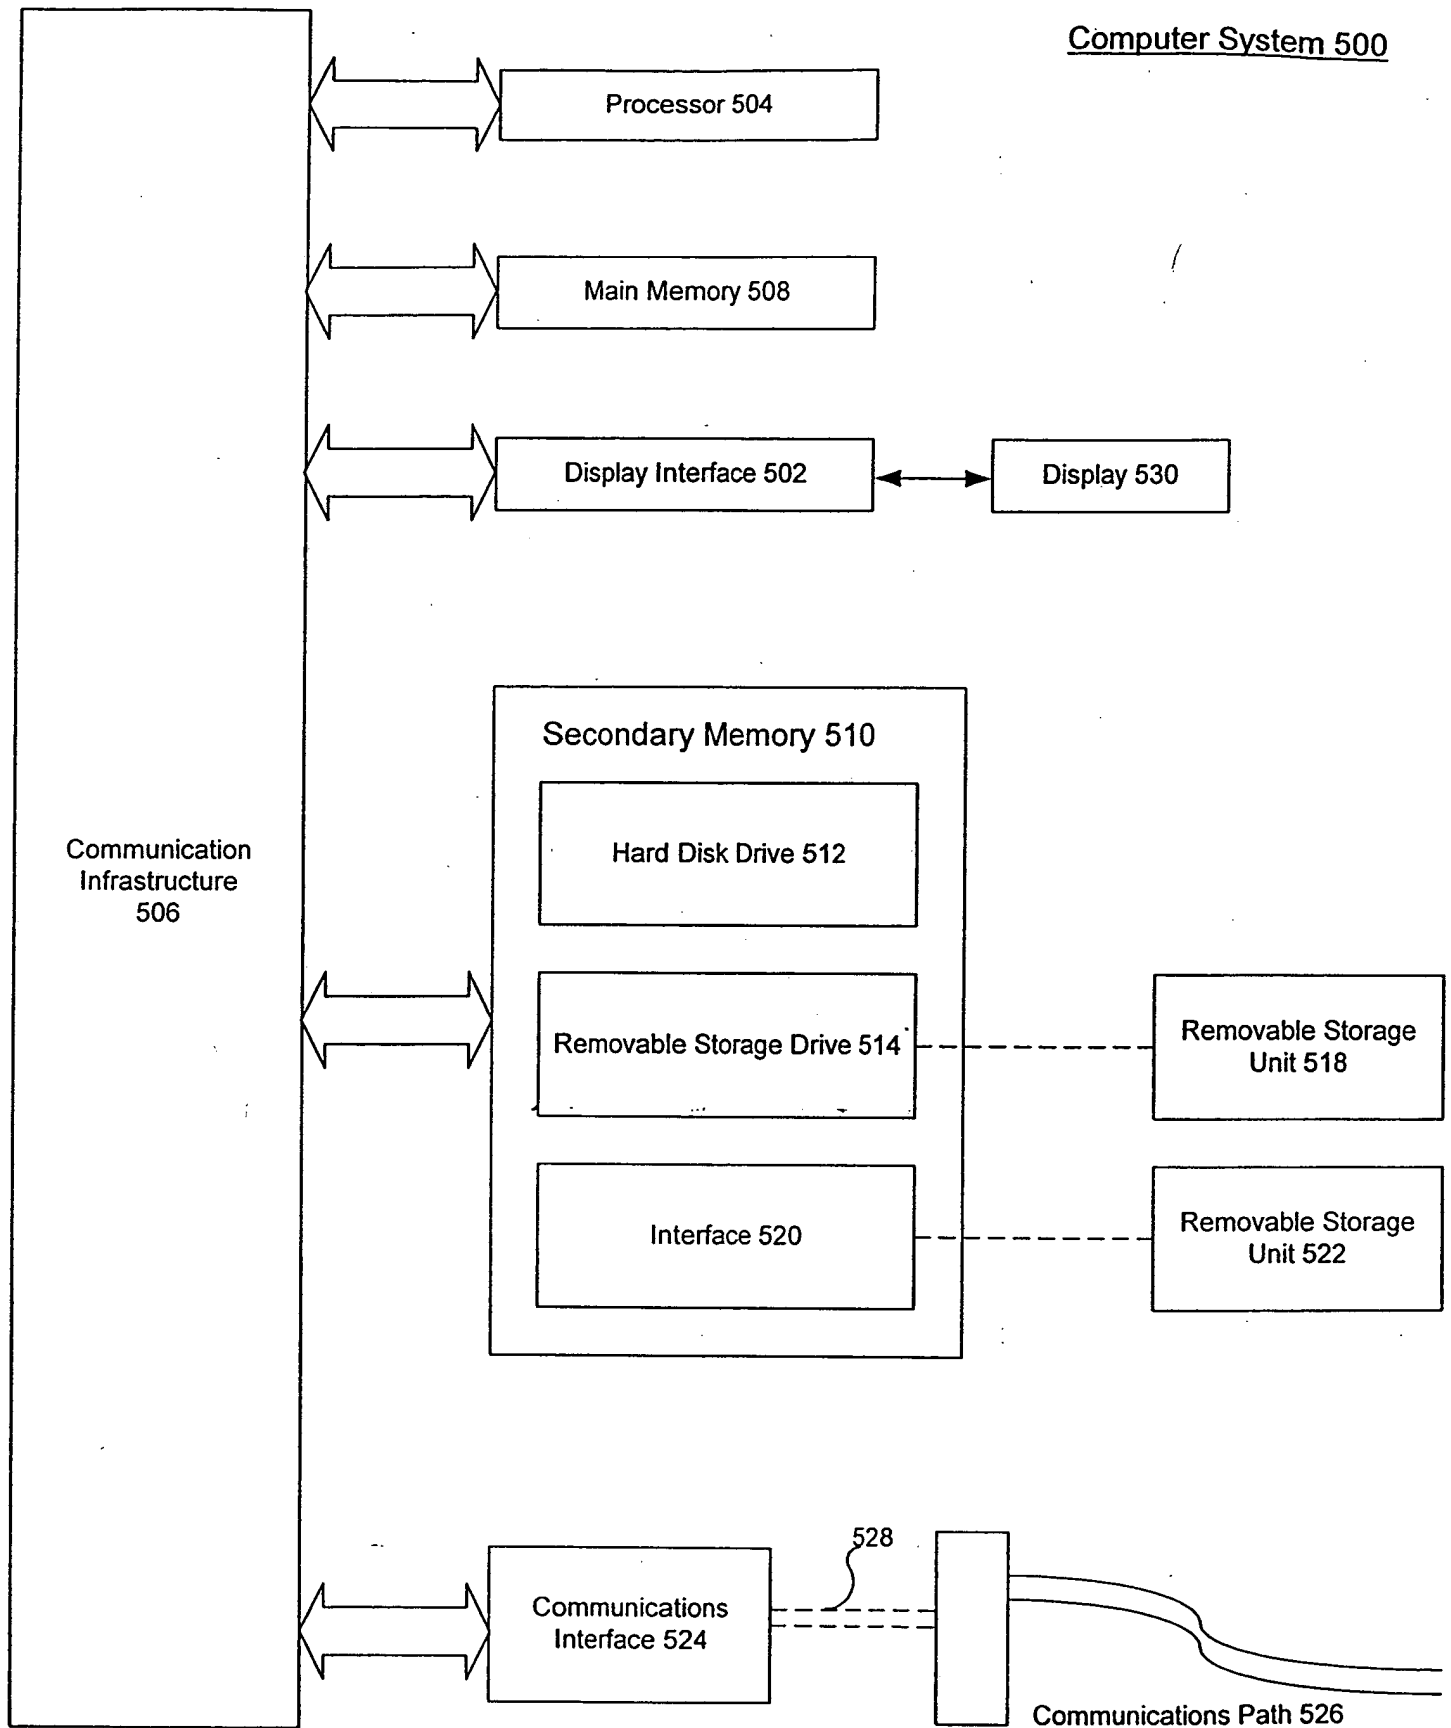 Computer System 500
Processor 504
Main Memory 508
Display Interface 502
Display 530
Secondary Memory 510
Hard Disk Drive 512
Communication
Infrastructure
506
Removable Storage Drive 514
Removable Storage
Unit 518
Interface 520
Removable Storage
Unit 522
528
Communications
Interface 524
Communications Path 526